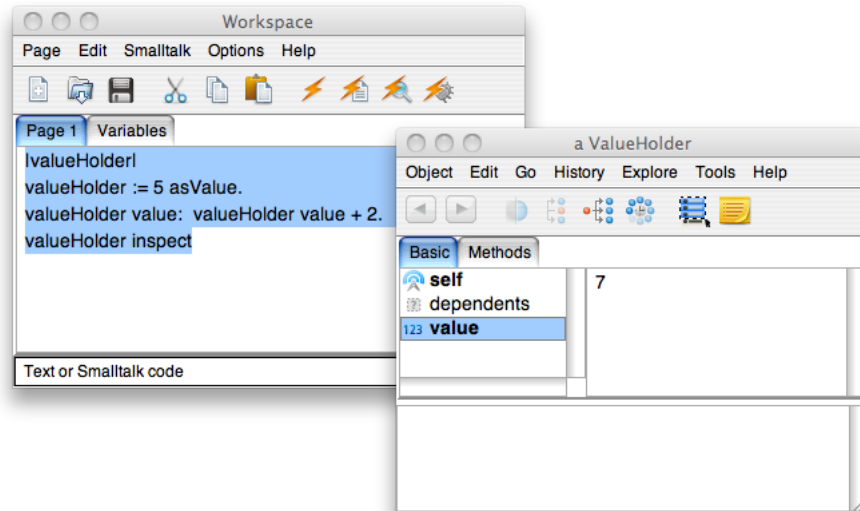 Workspace
Page Edit Smalltalk Options Help
Page 1 Variables
|valueHolder|
valueHolder := 5 asValue.
valueHolder value: valueHolder value + 2.
valueHolder inspect
Text or Smalltalk code
a ValueHolder
Object Edit Go History Explore Tools Help
Basic Methods
self
dependents
123 value
7